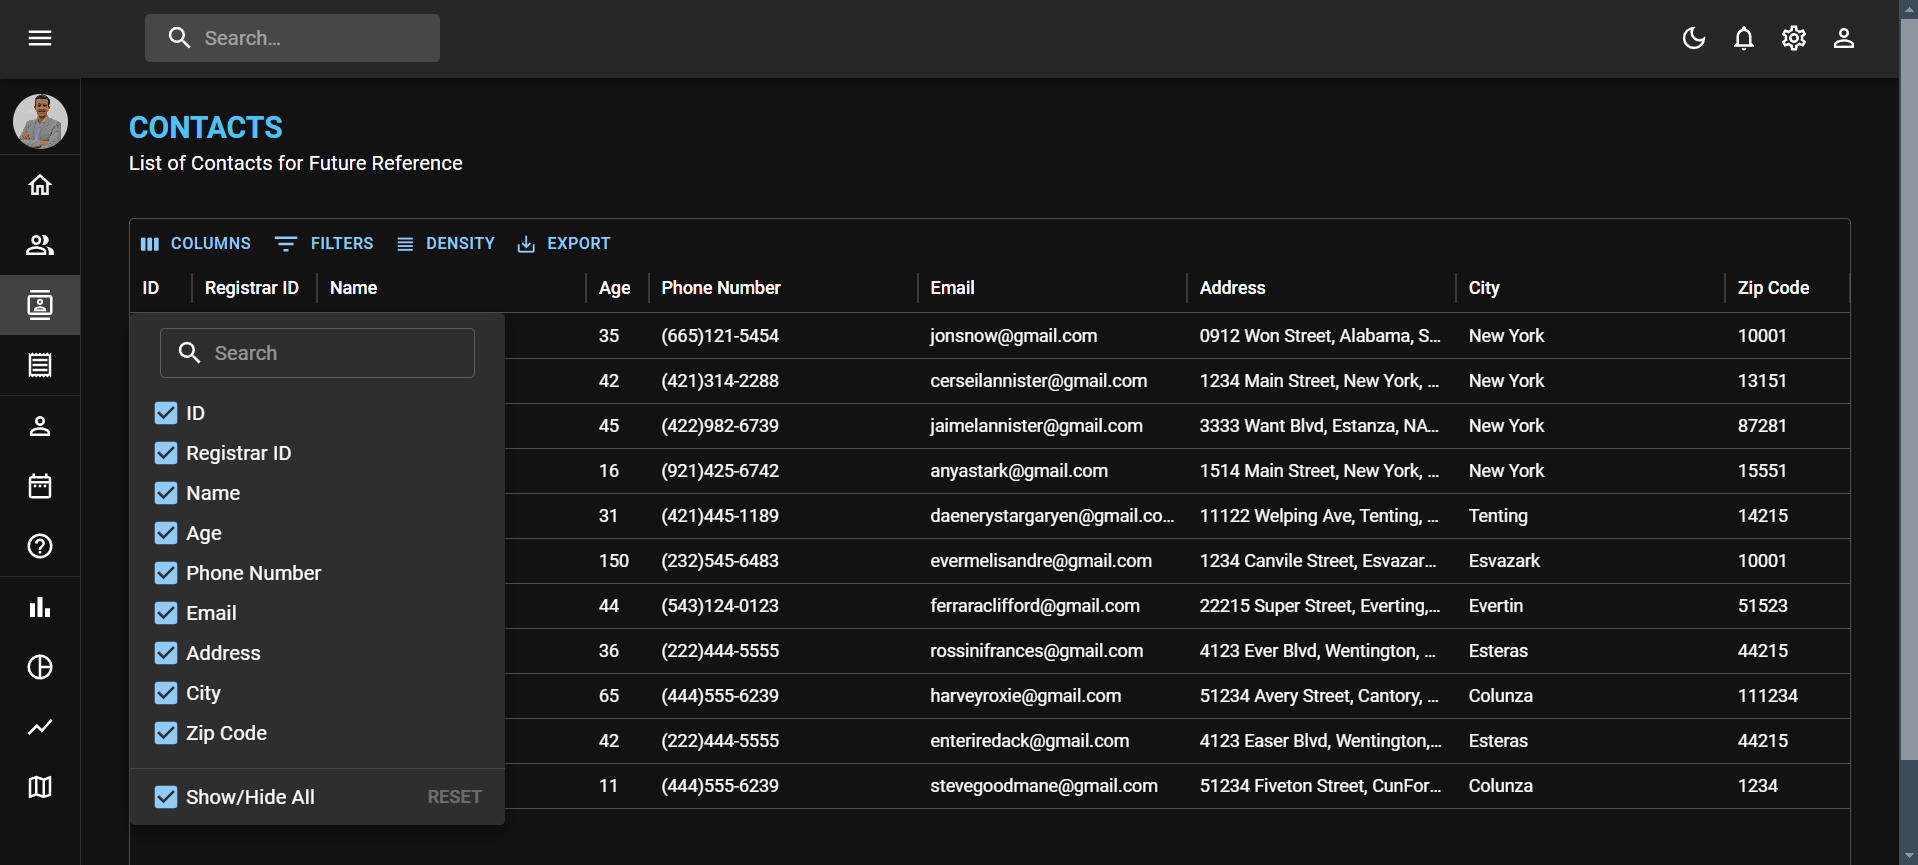 Search...
CONTACTS
List of Contacts for Future Reference
COLUMNS FILTERS DENSITY EXPORT
ID Registrar ID Name Age Phone Number Email Address City Zip Code
35 (665)121-5454 jonsnow@gmail.com 0912 Won Street, Alabama, S... New York 10001
42 (421)314-2288 cerseilannister@gmail.com 1234 Main Street, New York, ... New York 13151
45 (422)982-6739 jaimelannister@gmail.com 3333 Want Blvd, Estanza, NA... New York 87281
16 (921)425-6742 anyastark@gmail.com 1514 Main Street, New York, ... New York 15551
31 (421)445-1189 daenerystargaryen@gmail.co... 11122 Welping Ave, Tenting, ... Tenting 14215
150 (232)545-6483 evermelisandre@gmail.com 1234 Canvile Street, Esvazar... Esvazark 10001
44 (543)124-0123 ferraraclifford@gmail.com 22215 Super Street, Everting,... Evertin 51523
36 (222)444-5555 rossinifrances@gmail.com 4123 Ever Blvd, Wentington, ... Esteras 44215
65 (444)555-6239 harveyroxie@gmail.com 51234 Avery Street, Cantory, ... Colunza 111234
42 (222)444-5555 enteriredack@gmail.com 4123 Easer Blvd, Wentington,... Esteras 44215
11 (444)555-6239 stevegoodmane@gmail.com 51234 Fiveton Street, CunFor... Colunza 1234
Search
ID
Registrar ID
Name
Age
Phone Number
Email
Address
City
Zip Code
Show/Hide All RESET